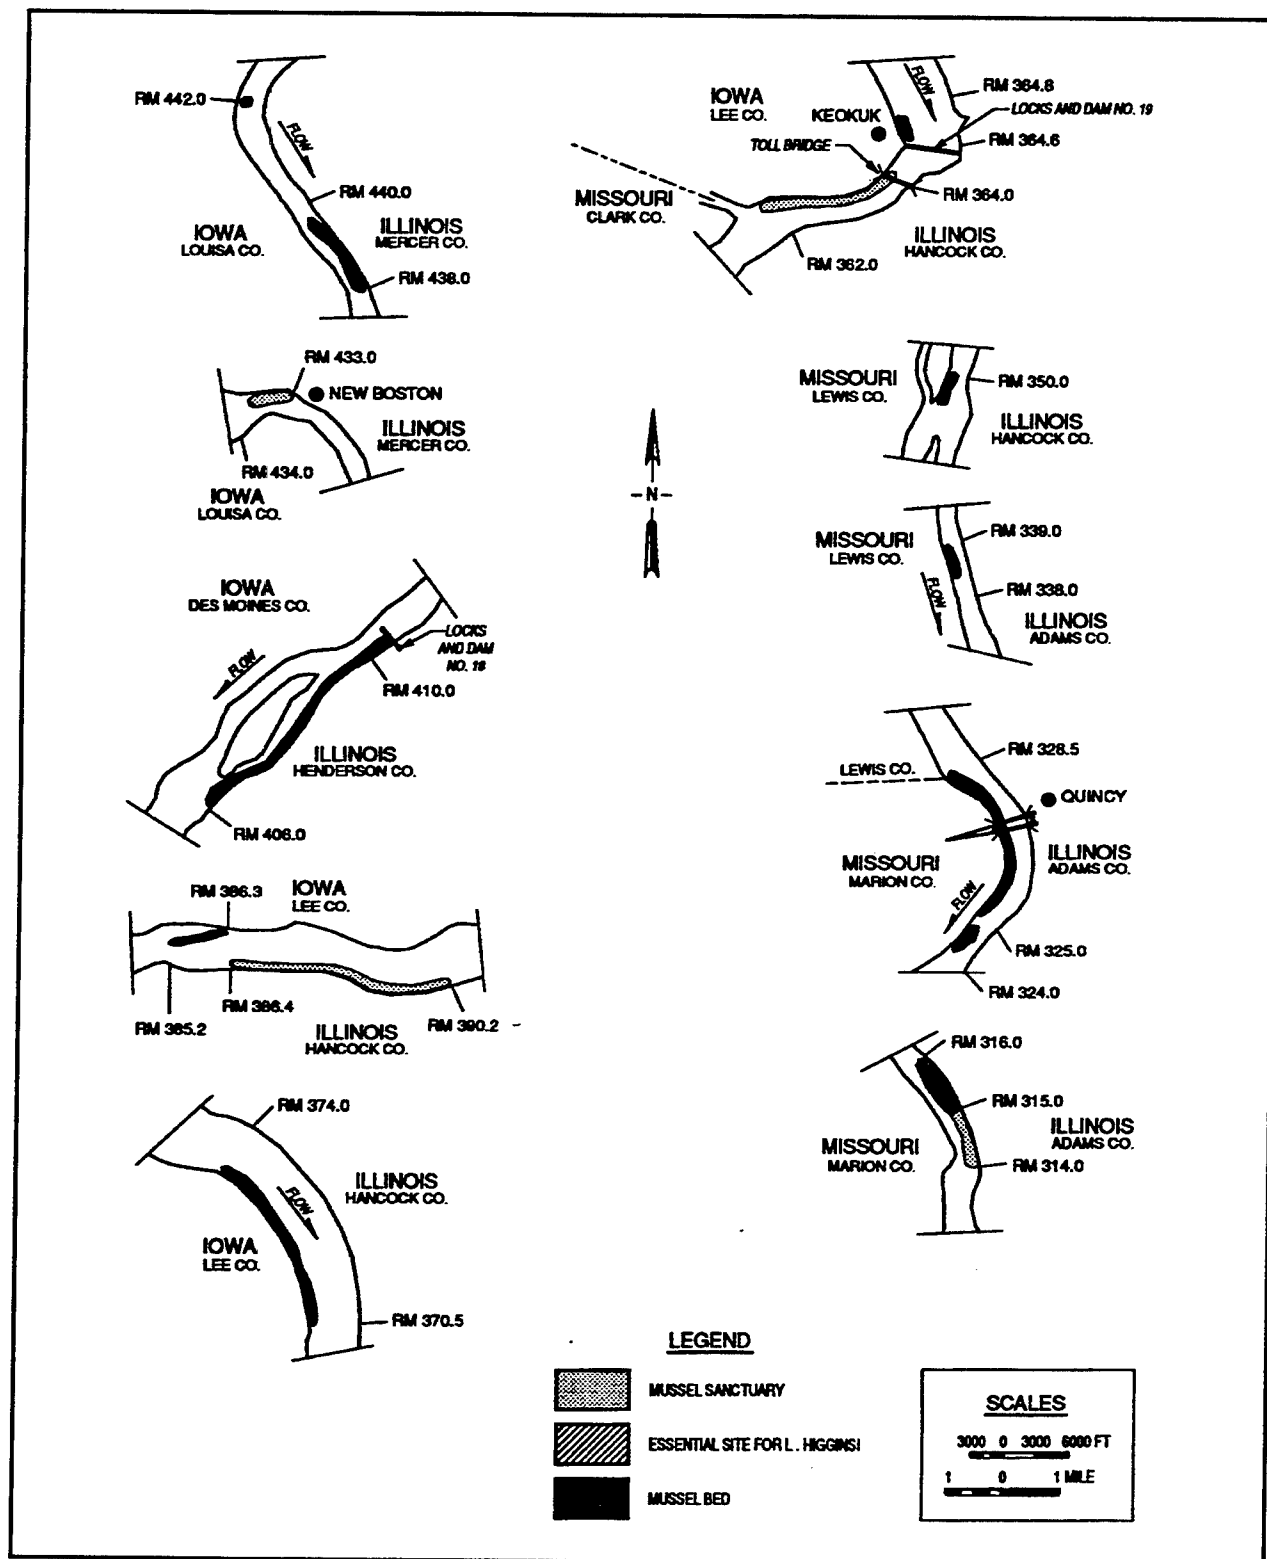 RM 442.0
FLOW
RM 440.0
IOWA
LOUISA CO.
ILLINOIS
MERCER CO.
RM 438.0
RM 433.0
NEW BOSTON
ILLINOIS
MERCER CO.
RM 434.0
IOWA
LOUISA CO.
IOWA
DES MOINES CO.
FLOW
LOCKS
AND DAM
NO. 18
RM 410.0
ILLINOIS
HENDERSON CO.
RM 406.0
RM 386.3
IOWA
LEE CO.
RM 385.2
RM 386.4
ILLINOIS
HANCOCK CO.
RM 390.2
RM 374.0
ILLINOIS
HANCOCK CO.
FLOW
IOWA
LEE CO.
RM 370.5
FLOW
RM 364.8
IOWA
LEE CO.
KEOKUK
LOCKS AND DAM NO. 19
TOLL BRIDGE
RM 364.6
MISSOURI
CLARK CO.
RM 364.0
ILLINOIS
HANCOCK CO.
RM 362.0
MISSOURI
LEWIS CO.
RM 350.0
ILLINOIS
HANCOCK CO.
- N -
MISSOURI
LEWIS CO.
RM 339.0
FLOW
RM 338.0
ILLINOIS
ADAMS CO.
RM 328.5
LEWIS CO.
QUINCY
MISSOURI
MARION CO.
ILLINOIS
ADAMS CO.
FLOW
RM 325.0
RM 324.0
RM 316.0
RM 315.0
ILLINOIS
ADAMS CO.
MISSOURI
MARION CO.
RM 314.0
LEGEND
MUSSEL SANCTUARY
ESSENTIAL SITE FOR L. HIGGINSI
MUSSEL BED
SCALES
3000 0 3000 6000 FT
1 0 1 MILE